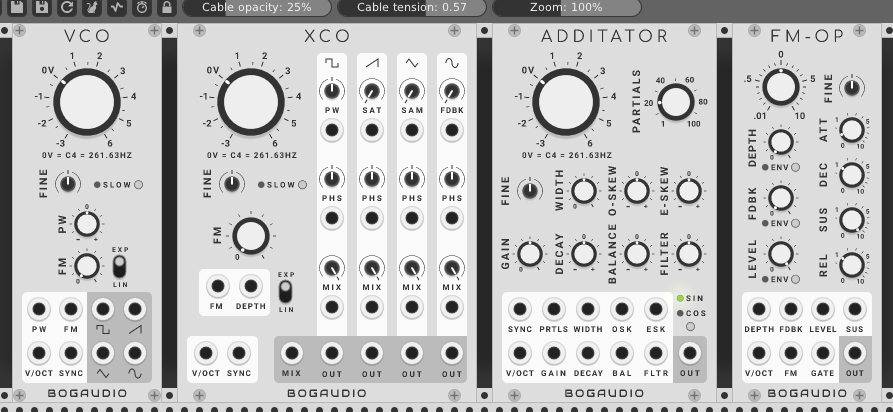 Cable opacity: 25%
Cable tension: 0.57
Zoom: 100%
VCO
0V
1
2
3
4
5
6
-1
-2
-3
0V = C4 = 261.63HZ
FINE
SLOW
PW
0
-
+
FM
EXP
LIN
PW
FM
V/OCT
SYNC
BOGAUDIO
XCO
0V
1
2
3
4
5
6
-1
-2
-3
0V = C4 = 261.63HZ
FINE
SLOW
FM
FM
DEPTH
EXP
LIN
PW
SAT
SAM
FDBK
PHS
PHS
PHS
PHS
MIX
MIX
MIX
MIX
V/OCT
SYNC
MIX
OUT
OUT
OUT
OUT
BOGAUDIO
ADDITATOR
0V
1
2
3
4
5
6
-1
-2
-3
0V = C4 = 261.63HZ
PARTIALS
1
20
40
60
80
100
FINE
WIDTH
O-SKEW
E-SKEW
GAIN
DECAY
BALANCE
FILTER
SIN
COS
SYNC
PRTLS
WIDTH
OSK
ESK
V/OCT
GAIN
DECAY
BAL
FLTR
OUT
BOGAUDIO
FM-OP
0
.5
5
.01
10
FINE
DEPTH
ENV
FDBK
LEVEL
ENV
ATT
DEC
SUS
REL
DEPTH
FDBK
LEVEL
SUS
V/OCT
FM
GATE
OUT
BOGAUDIO